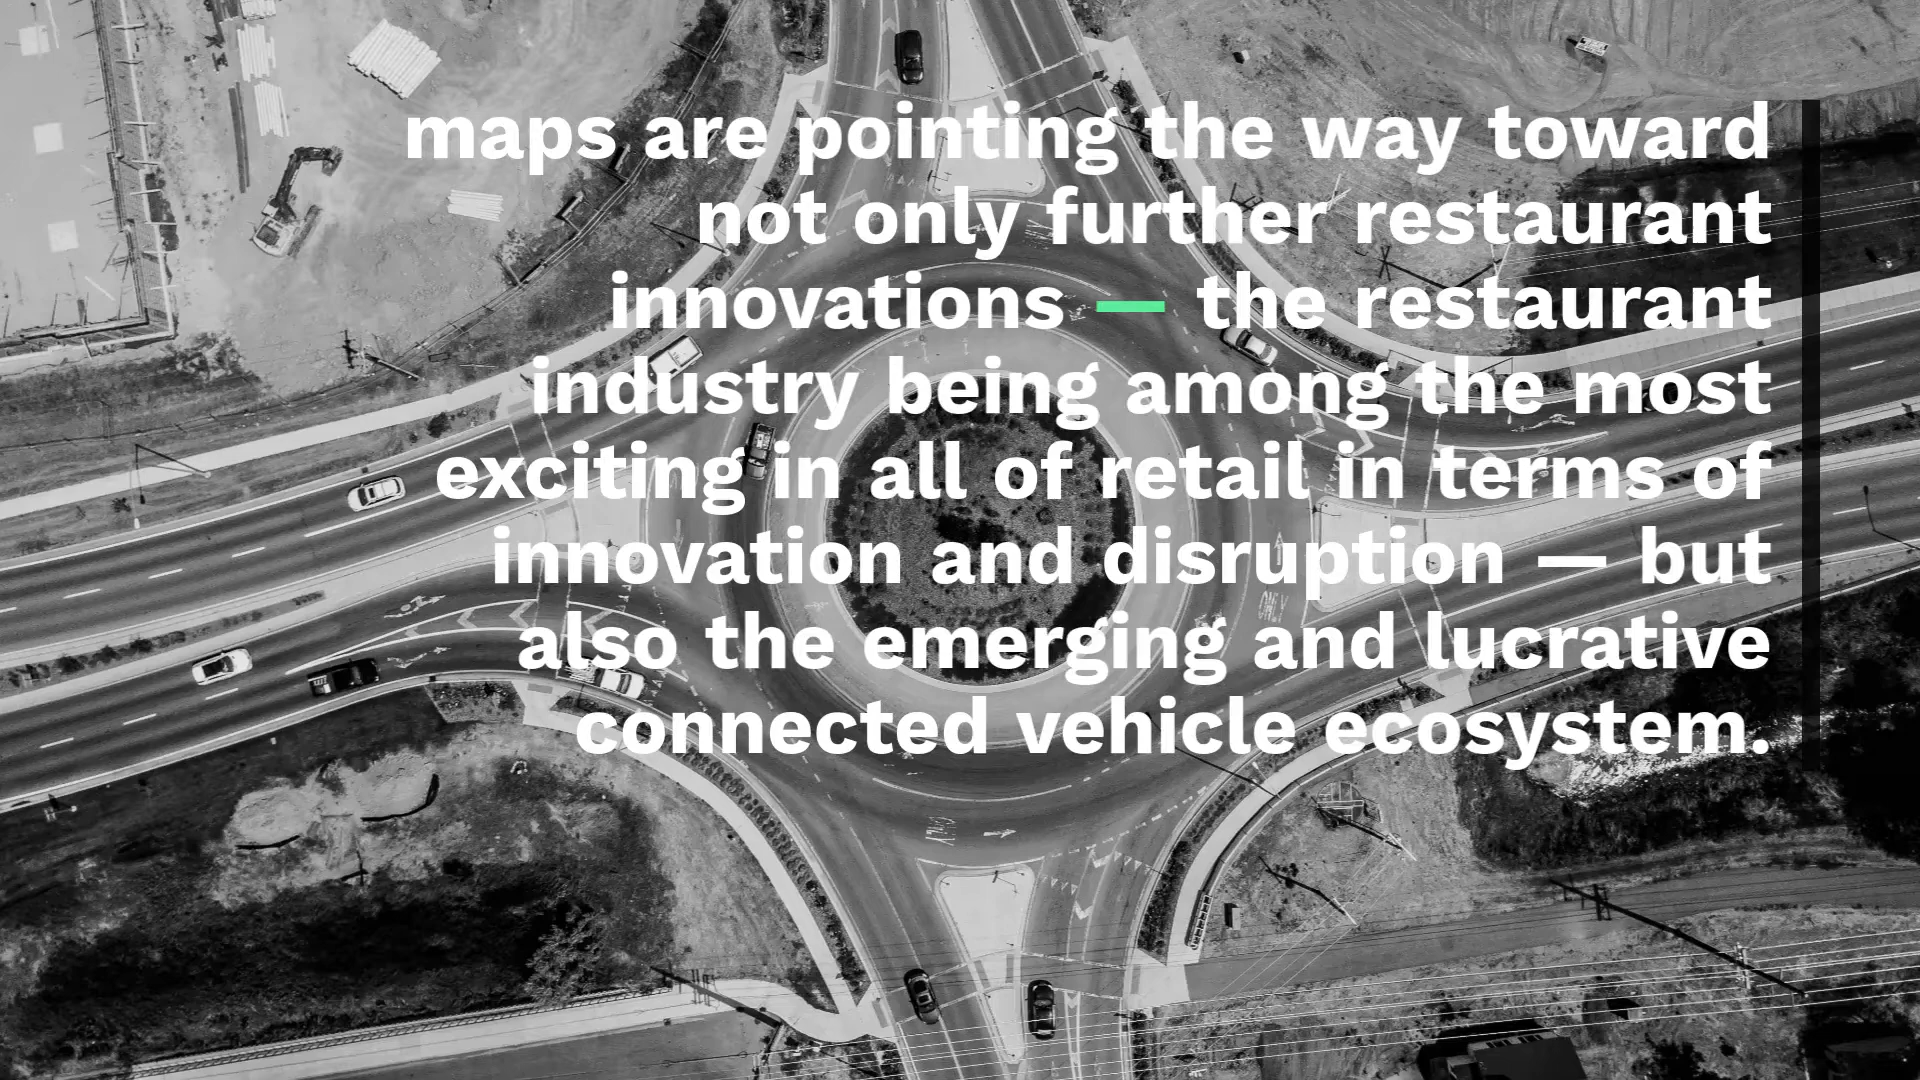 maps are pointing the way toward
not only further restaurant
innovations — the restaurant
industry being among the most
exciting in all of retail in terms of
innovation and disruption — but
also the emerging and lucrative
connected vehicle ecosystem.
ONLY
ONLY